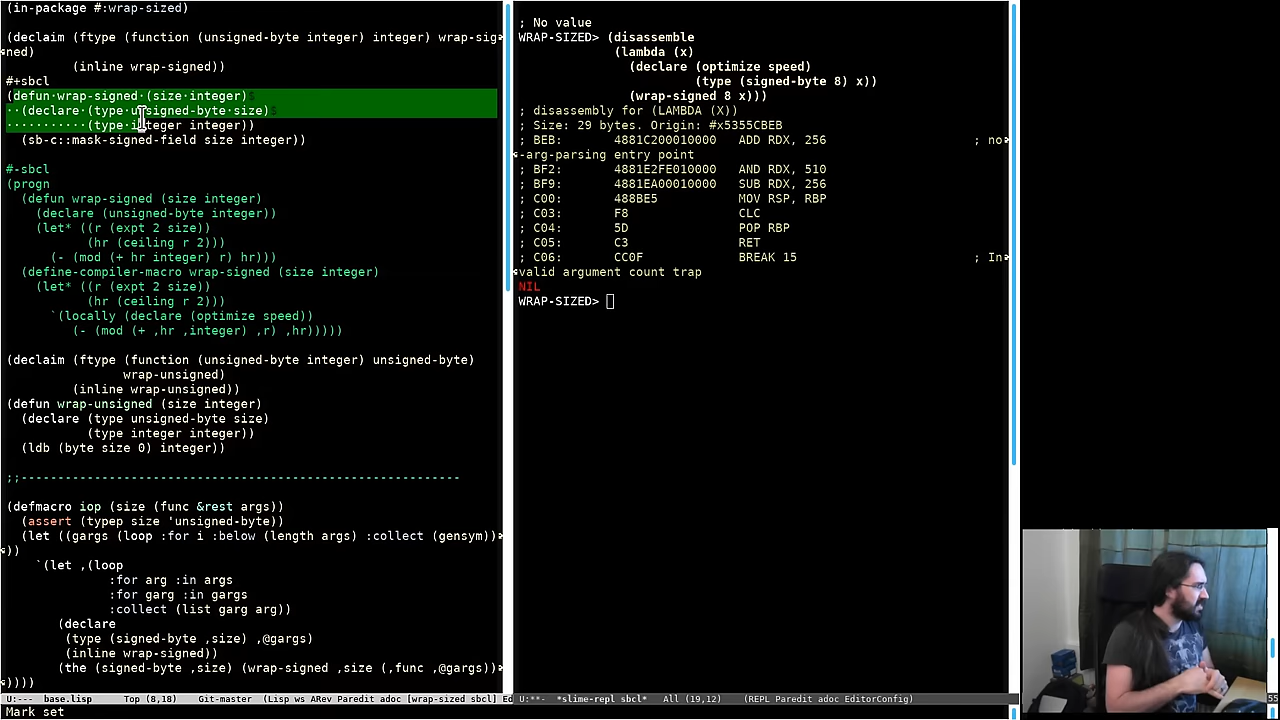 (in-package #:wrap-sized)
(declaim (ftype (function (unsigned-byte integer) integer) wrap-sig
ned)
(inline wrap-signed))
#+sbcl
(defun·wrap-signed·(size·integer)$
··(declare·(type·unsigned-byte·size)$
···········(type·integer integer))
(sb-c::mask-signed-field size integer))
#-sbcl
(progn
(defun wrap-signed (size integer)
(declare (unsigned-byte integer))
(let* ((r (expt 2 size))
(hr (ceiling r 2)))
(- (mod (+ hr integer) r) hr)))
(define-compiler-macro wrap-signed (size integer)
(let* ((r (expt 2 size))
(hr (ceiling r 2)))
`(locally (declare (optimize speed))
(- (mod (+ ,hr ,integer) ,r) ,hr)))))
(declaim (ftype (function (unsigned-byte integer) unsigned-byte)
wrap-unsigned)
(inline wrap-unsigned))
(defun wrap-unsigned (size integer)
(declare (type unsigned-byte size)
(type integer integer))
(ldb (byte size 0) integer))
;;------------------------------------------------------------
(defmacro iop (size (func &rest args))
(assert (typep size 'unsigned-byte))
(let ((gargs (loop :for i :below (length args) :collect (gensym))
))
`(let ,(loop
:for arg :in args
:for garg :in gargs
:collect (list garg arg))
(declare
(type (signed-byte ,size) ,@gargs)
(inline wrap-signed))
(the (signed-byte ,size) (wrap-signed ,size (,func ,@gargs))
))))
U:--- base.lisp Top (8,18) Git-master (Lisp ws ARev Paredit adoc [wrap-sized sbcl] Ed
Mark set
; No value
WRAP-SIZED> (disassemble
(lambda (x)
(declare (optimize speed)
(type (signed-byte 8) x))
(wrap-signed 8 x)))
; disassembly for (LAMBDA (X))
; Size: 29 bytes. Origin: #x5355CBEB
; BEB: 4881C200010000 ADD RDX, 256 ; no
-arg-parsing entry point
; BF2: 4881E2FE010000 AND RDX, 510
; BF9: 4881EA00010000 SUB RDX, 256
; C00: 488BE5 MOV RSP, RBP
; C03: F8 CLC
; C04: 5D POP RBP
; C05: C3 RET
; C06: CC0F BREAK 15 ; In
valid argument count trap
NIL
WRAP-SIZED>
U:**- *slime-repl sbcl* All (19,12) (REPL Paredit adoc EditorConfig)